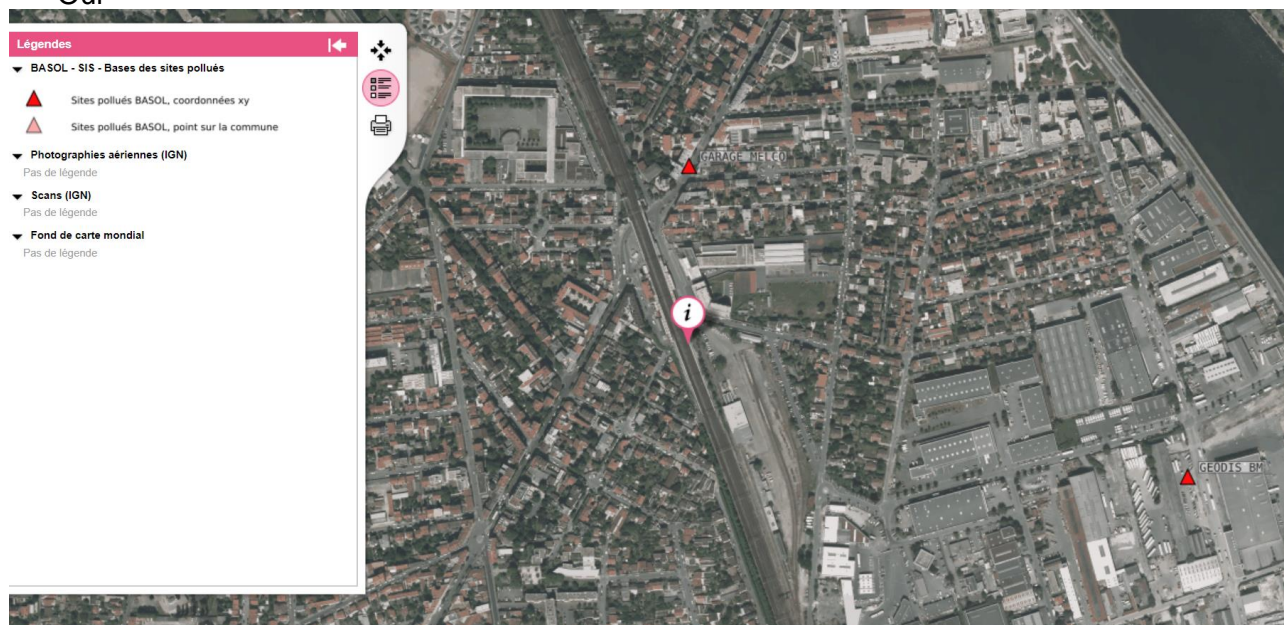 Oui
Légendes
BASOL - SIS - Bases des sites pollués
Sites pollués BASOL, coordonnées xy
Sites pollués BASOL, point sur la commune
Photographies aériennes (IGN)
Pas de légende
Scans (IGN)
Pas de légende
Fond de carte mondial
Pas de légende
GARAGE MELCO
i
GEODIS BM